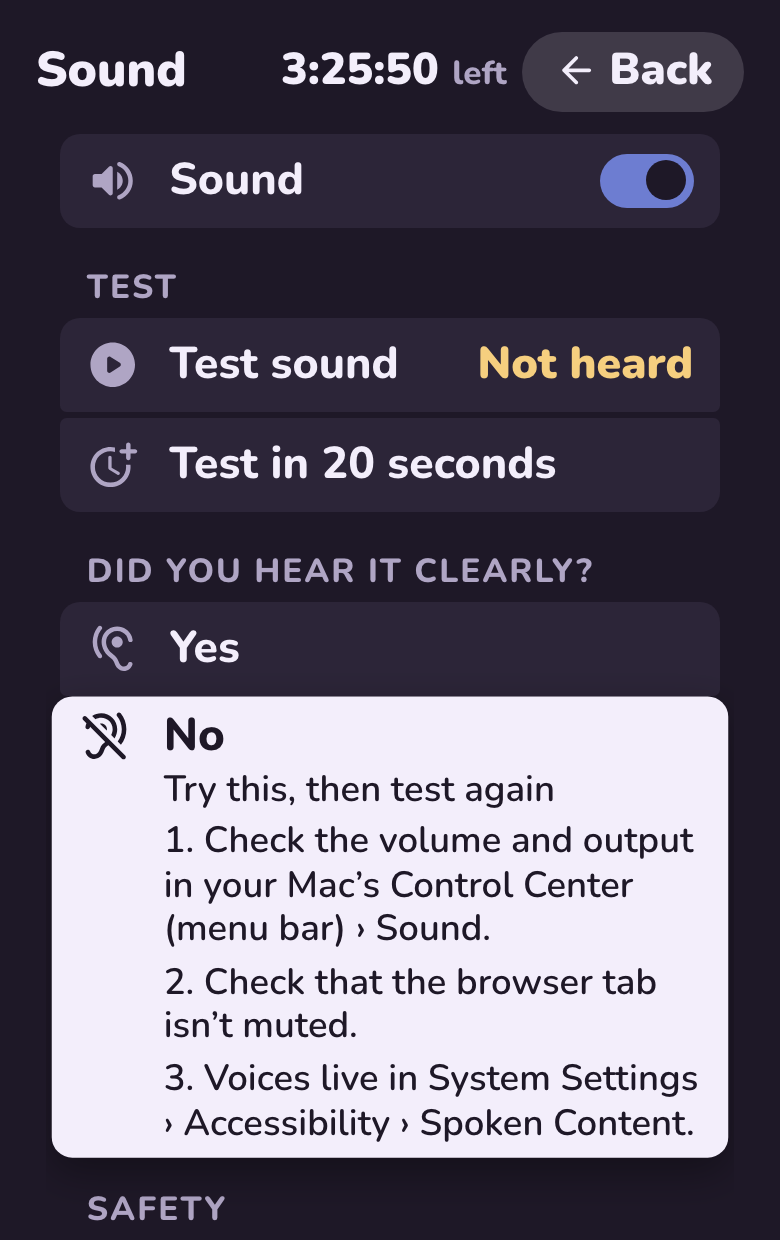 Sound
3:25:50 left
← Back
Sound
TEST
Test sound
Not heard
Test in 20 seconds
DID YOU HEAR IT CLEARLY?
Yes
No
Try this, then test again
1. Check the volume and output
in your Mac’s Control Center
(menu bar) › Sound.
2. Check that the browser tab
isn’t muted.
3. Voices live in System Settings
› Accessibility › Spoken Content.
SAFETY